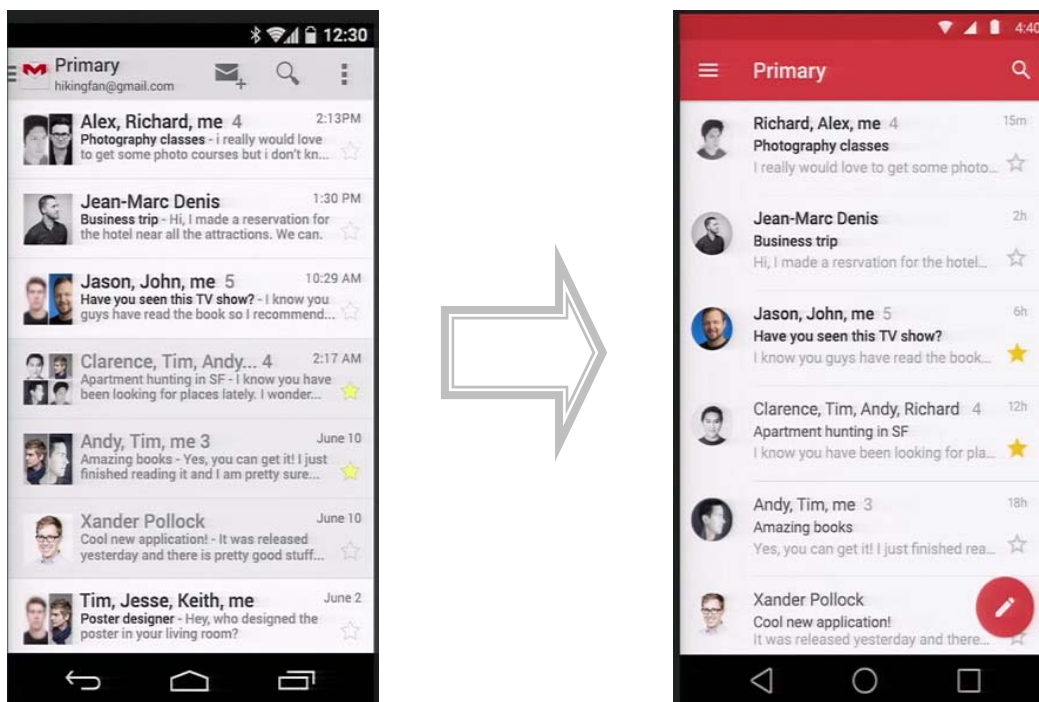 12:30
Primary
hikingfan@gmail.com
Alex, Richard, me 4 2:13PM
Photography classes - i really would love
to get some photo courses but i don't kn...
Jean-Marc Denis 1:30 PM
Business trip - Hi, I made a reservation for
the hotel near all the attractions. We can.
Jason, John, me 5 10:29 AM
Have you seen this TV show? - I know you
guys have read the book so I recommend...
Clarence, Tim, Andy... 4 2:17 AM
Apartment hunting in SF - I know you have
been looking for places lately. I wonder...
Andy, Tim, me 3 June 10
Amazing books - Yes, you can get it! I just
finished reading it and I am pretty sure...
Xander Pollock June 10
Cool new application! - It was released
yesterday and there is pretty good stuff...
Tim, Jesse, Keith, me June 2
Poster designer - Hey, who designed the
poster in your living room?
4:40
Primary
Richard, Alex, me 4 15m
Photography classes
I really would love to get some photo...
Jean-Marc Denis 2h
Business trip
Hi, I made a resrvation for the hotel...
Jason, John, me 5 6h
Have you seen this TV show?
I know you guys have read the book...
Clarence, Tim, Andy, Richard 4 12h
Apartment hunting in SF
I know you have been looking for pla...
Andy, Tim, me 3 18h
Amazing books
Yes, you can get it! I just finished rea...
Xander Pollock
Cool new application!
It was released yesterday and there...